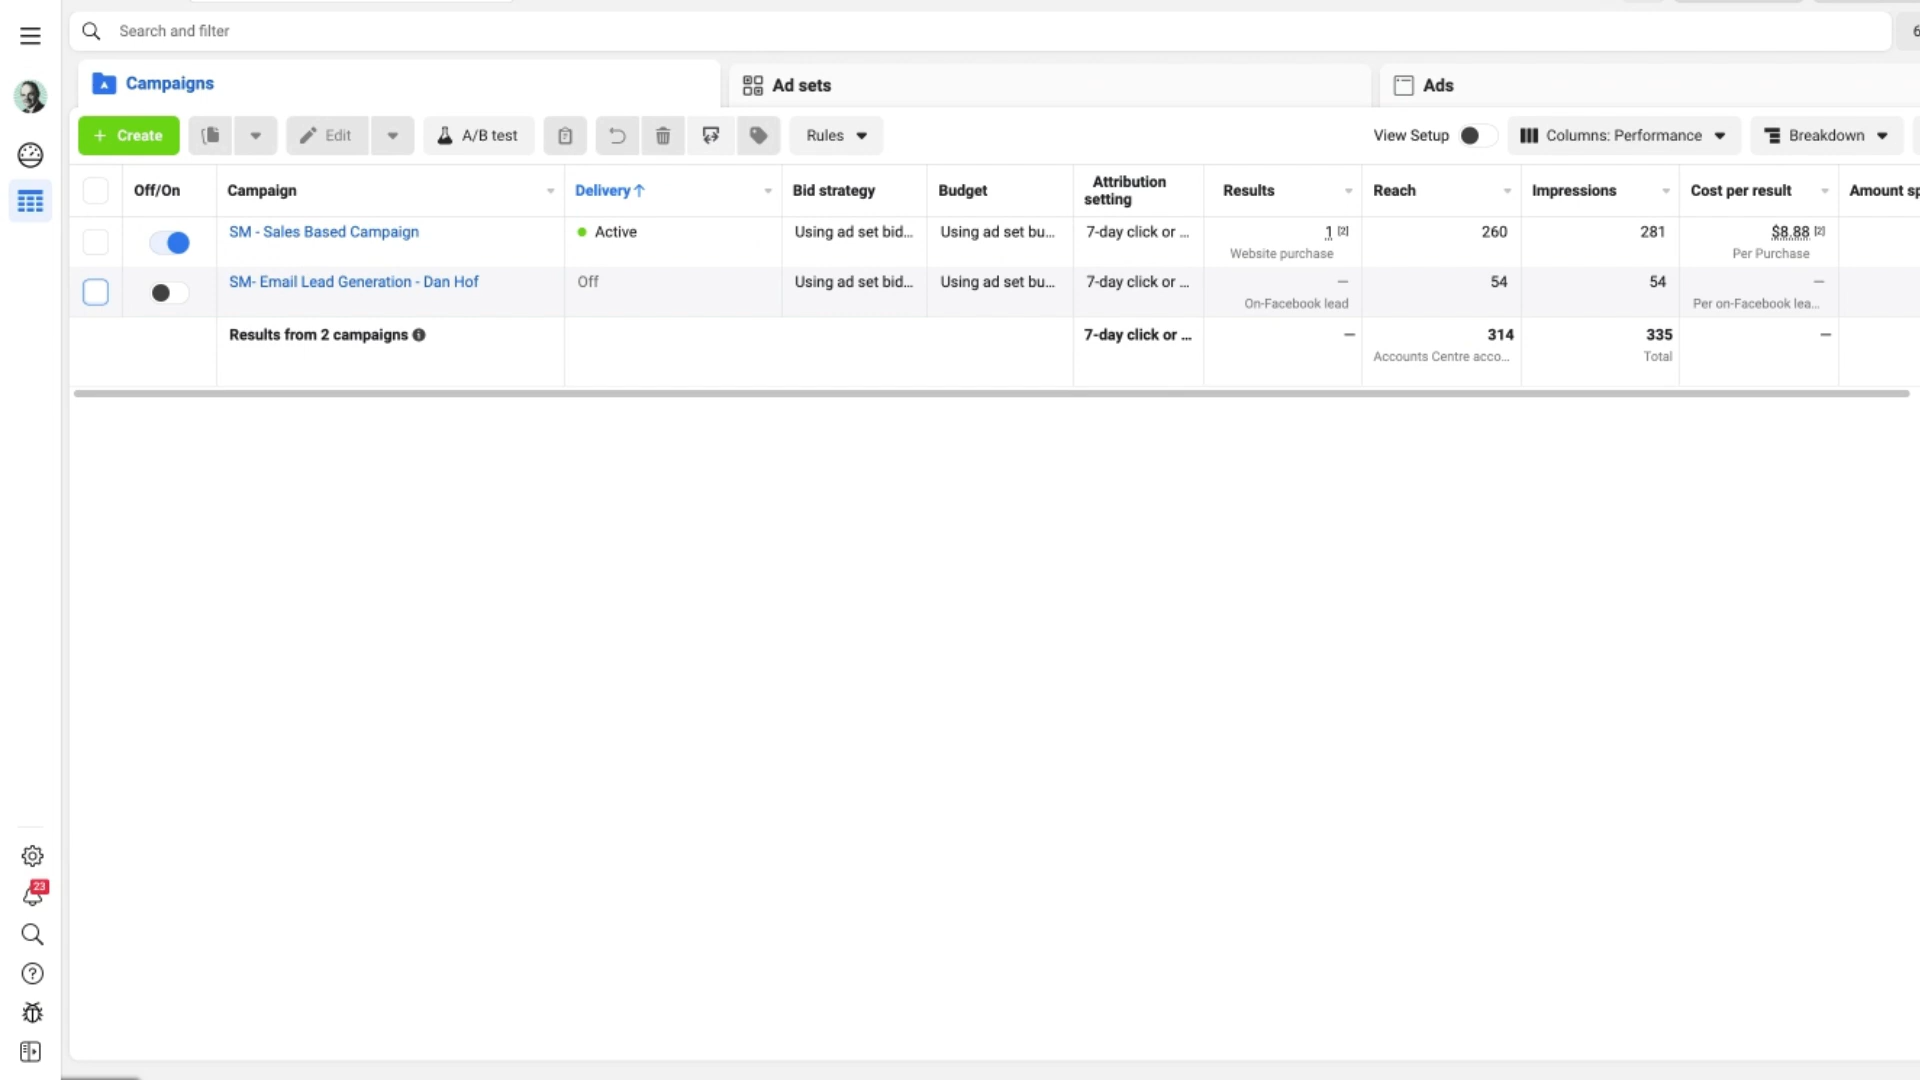 Search and filter
6
Campaigns
Ad sets
Ads
+ Create
Edit
A/B test
Rules
View Setup
Columns: Performance
Breakdown
Off/On
Campaign
Delivery↑
Bid strategy
Budget
Attribution
setting
Results
Reach
Impressions
Cost per result
Amount sp
SM - Sales Based Campaign
Active
Using ad set bid...
Using ad set bu...
7-day click or ...
1 [2]
Website purchase
260
281
$8.88 [2]
Per Purchase
SM- Email Lead Generation - Dan Hof
Off
Using ad set bid...
Using ad set bu...
7-day click or ...
—
On-Facebook lead
54
54
—
Per on-Facebook lea...
Results from 2 campaigns
7-day click or ...
—
314
Accounts Centre acco...
335
Total
—
23